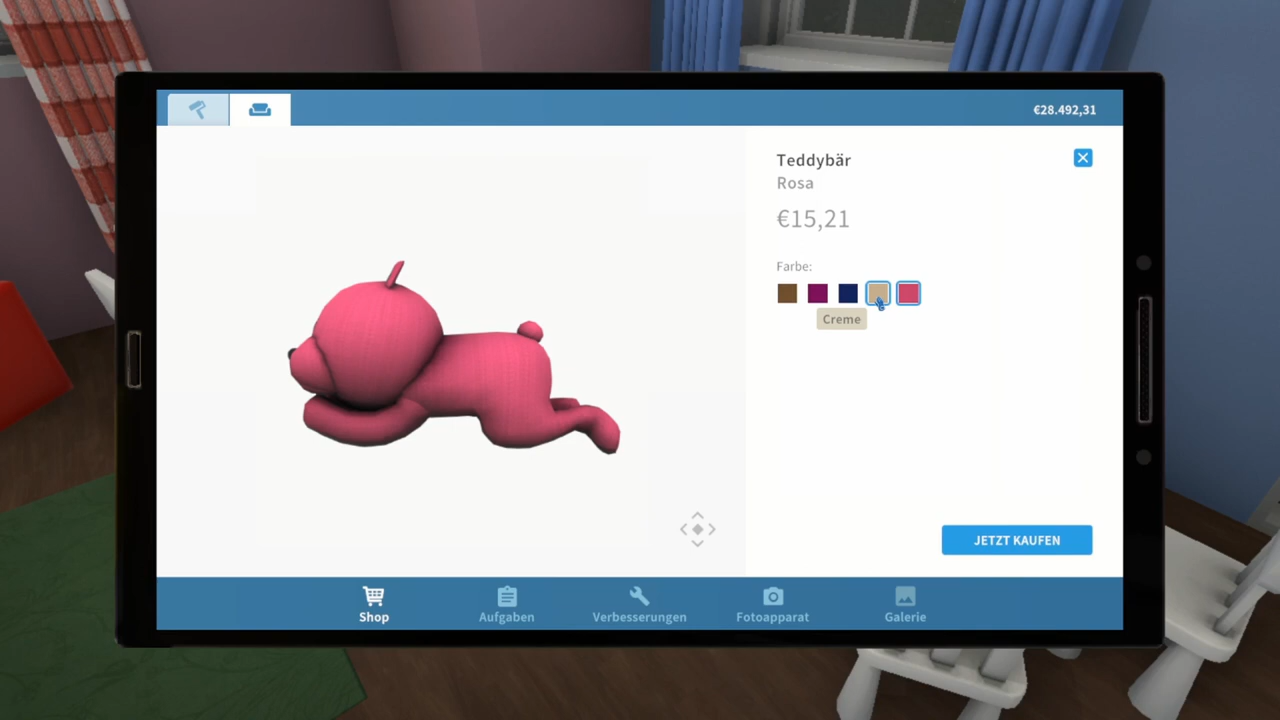 €28.492,31
Teddybär
Rosa
€15,21
Farbe:
Creme
JETZT KAUFEN
Shop
Aufgaben
Verbesserungen
Fotoapparat
Galerie